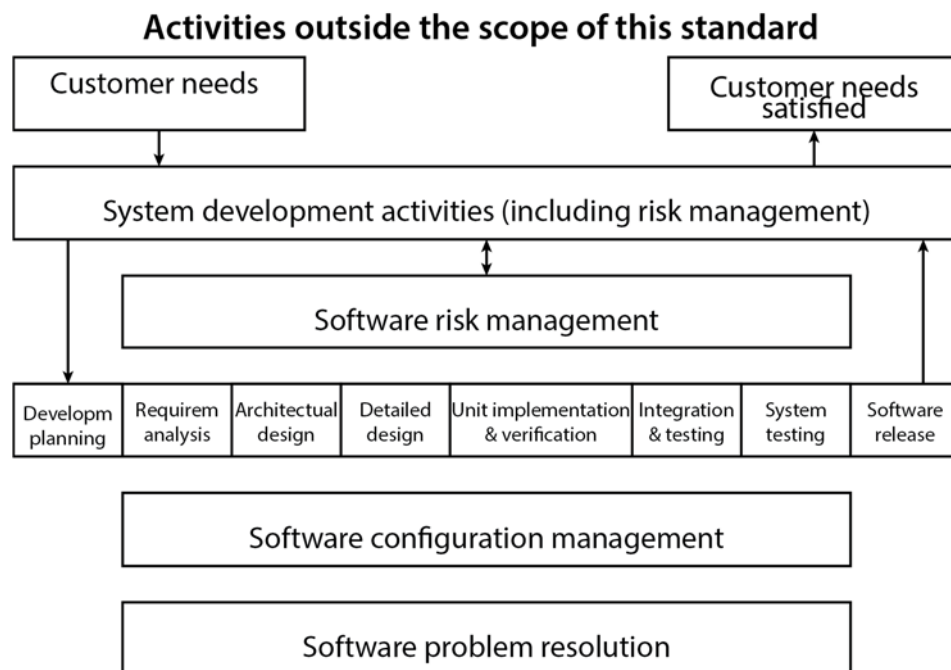 Activities outside the scope of this standard
Customer needs
Customer needs
satisfied
System development activities (including risk management)
Software risk management
Developm
planning
Requirem
analysis
Architectual
design
Detailed
design
Unit implementation
& verification
Integration
& testing
System
testing
Software
release
Software configuration management
Software problem resolution